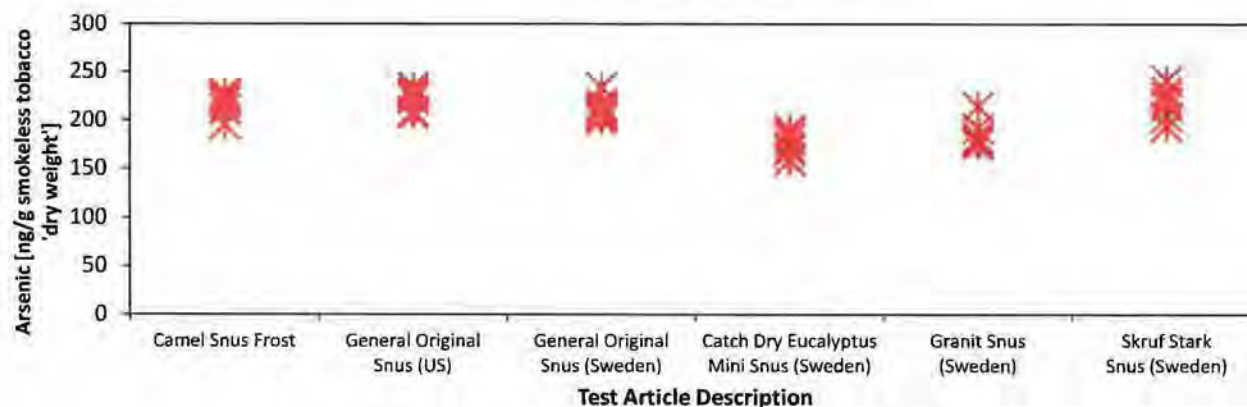 Arsenic [ng/g smokeless tobacco
'dry weight']
300
250
200
150
100
50
0
Camel Snus Frost
General Original
Snus (US)
General Original
Snus (Sweden)
Catch Dry Eucalyptus
Mini Snus (Sweden)
Granit Snus
(Sweden)
Skruf Stark
Snus (Sweden)
Test Article Description